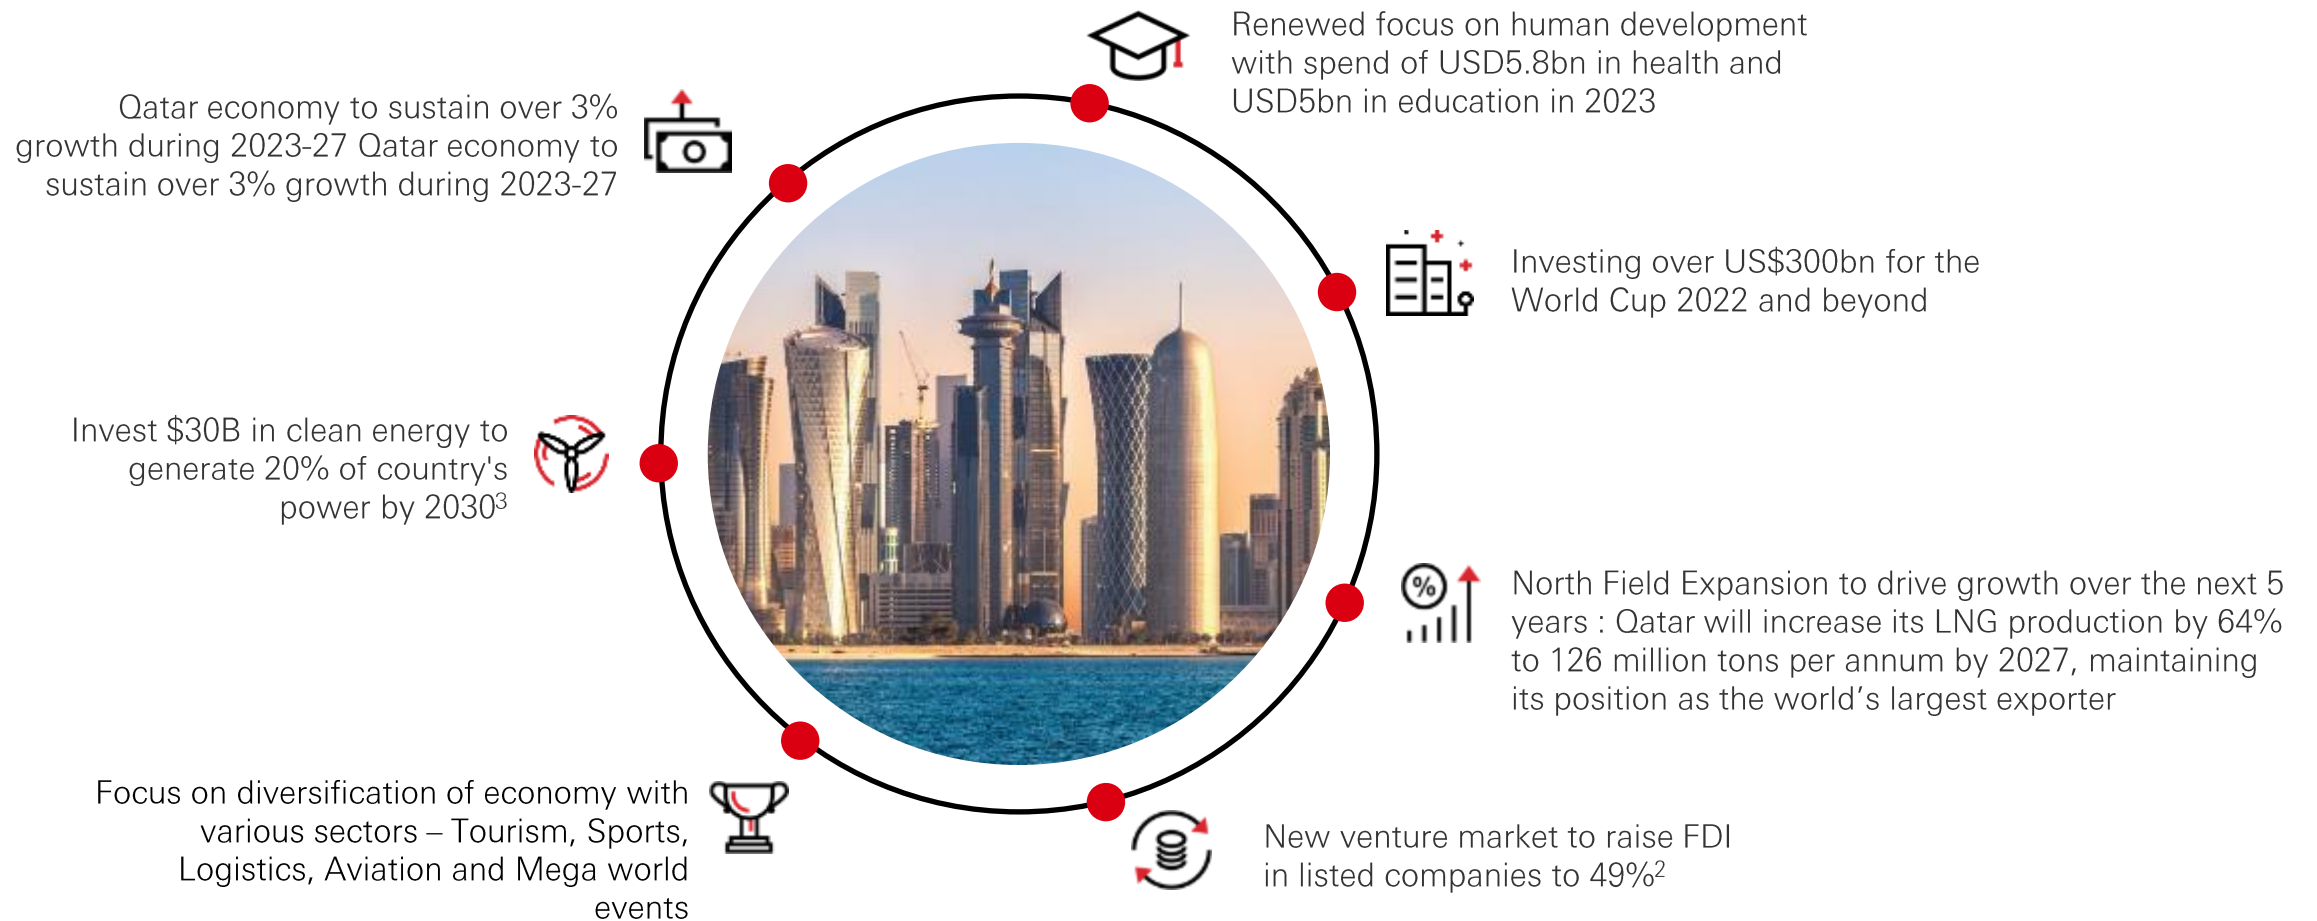 Renewed focus on human development
with spend of USD5.8bn in health and
USD5bn in education in 2023
Qatar economy to sustain over 3%
growth during 2023-27 Qatar economy to
sustain over 3% growth during 2023-27
Investing over US$300bn for the
World Cup 2022 and beyond
Invest $30B in clean energy to
generate 20% of country's
power by 2030³
%
North Field Expansion to drive growth over the next 5
years : Qatar will increase its LNG production by 64%
to 126 million tons per annum by 2027, maintaining
its position as the world’s largest exporter
Focus on diversification of economy with
various sectors – Tourism, Sports,
Logistics, Aviation and Mega world
events
New venture market to raise FDI
in listed companies to 49%²